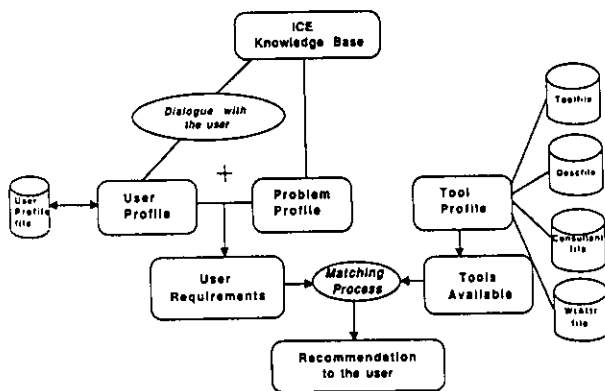 ICE
Knowledge Base
Dialogue with
the user
Toolfile
Descfile
+
User
Profile
file
User
Profile
Problem
Profile
Tool
Profile
Consultant
file
User
Requirements
Matching
Process
Tools
Available
WtAttr
file
Recommendation
to the user